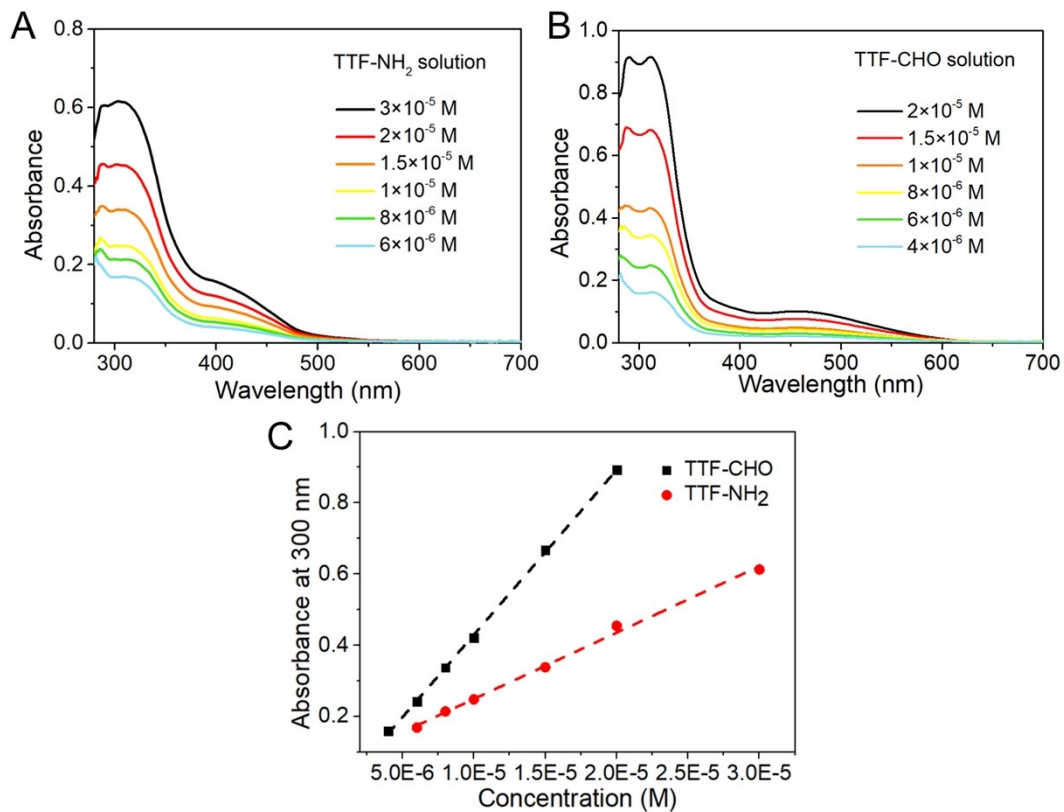 A
TTF-NH₂ solution
3×10⁻⁵ M
2×10⁻⁵ M
1.5×10⁻⁵ M
1×10⁻⁵ M
8×10⁻⁶ M
6×10⁻⁶ M
Absorbance
0.8
0.6
0.4
0.2
0.0
300 400 500 600 700
Wavelength (nm)
B
TTF-CHO solution
2×10⁻⁵ M
1.5×10⁻⁵ M
1×10⁻⁵ M
8×10⁻⁶ M
6×10⁻⁶ M
4×10⁻⁶ M
Absorbance
1.0
0.8
0.6
0.4
0.2
0.0
300 400 500 600 700
Wavelength (nm)
C
TTF-CHO
TTF-NH₂
Absorbance at 300 nm
1.0
0.8
0.6
0.4
0.2
5.0E-6 1.0E-5 1.5E-5 2.0E-5 2.5E-5 3.0E-5
Concentration (M)